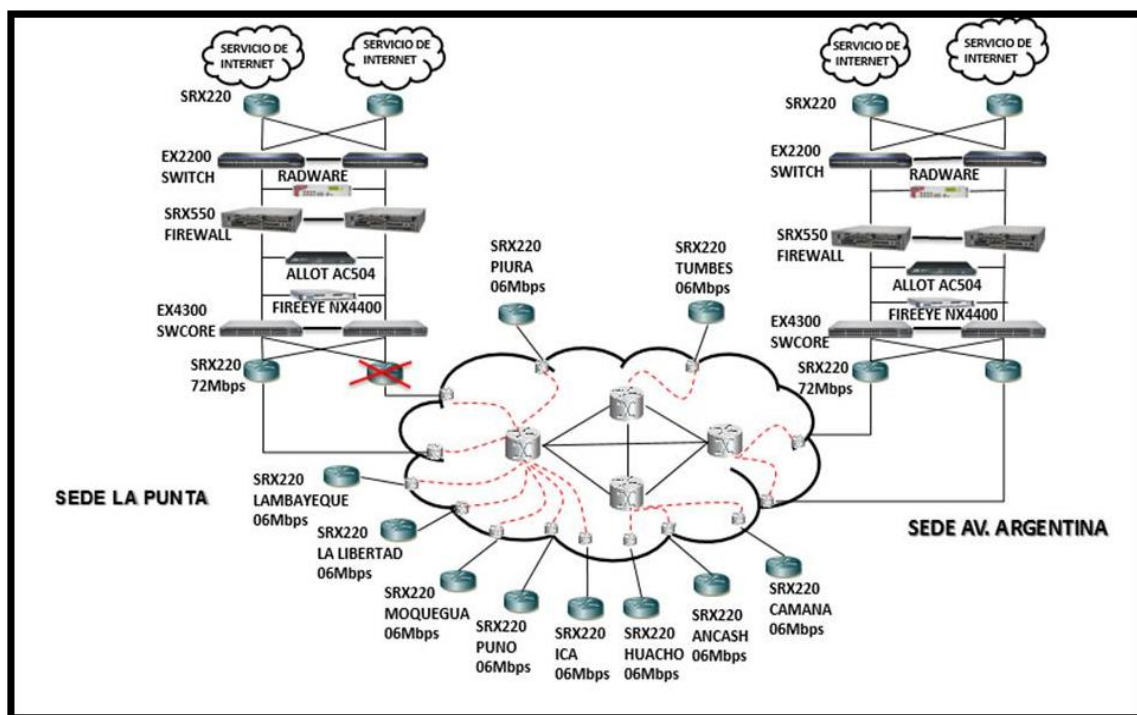 SERVICIO DE
INTERNET
SERVICIO DE
INTERNET
SRX220
EX2200
SWITCH
RADWARE
SRX550
FIREWALL
ALLOT AC504
FIREEYE NX4400
EX4300
SWCORE
SRX220
72Mbps
SERVICIO DE
INTERNET
SERVICIO DE
INTERNET
SRX220
EX2200
SWITCH
RADWARE
SRX550
FIREWALL
ALLOT AC504
FIREEYE NX4400
EX4300
SWCORE
SRX220
72Mbps
SRX220
PIURA
06Mbps
SRX220
TUMBES
06Mbps
SEDE LA PUNTA
SEDE AV. ARGENTINA
SRX220
LAMBAYEQUE
06Mbps
SRX220
LA LIBERTAD
06Mbps
SRX220
MOQUEGUA
06Mbps
SRX220
PUNO
06Mbps
SRX220
ICA
06Mbps
SRX220
HUACHO
06Mbps
SRX220
ANCASH
06Mbps
SRX220
CAMANA
06Mbps